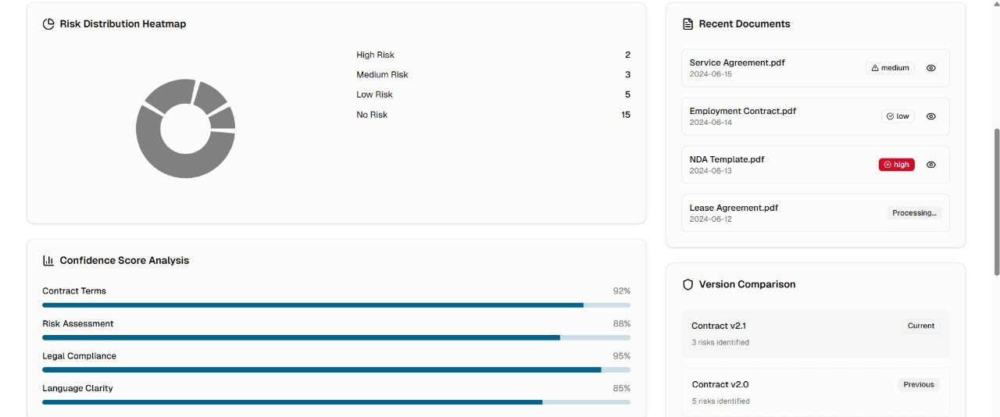 Risk Distribution Heatmap
High Risk 2
Medium Risk 3
Low Risk 5
No Risk 15
Confidence Score Analysis
Contract Terms 92%
Risk Assessment 88%
Legal Compliance 95%
Language Clarity 85%
Recent Documents
Service Agreement.pdf
2024-06-15
medium
Employment Contract.pdf
2024-06-14
low
NDA Template.pdf
2024-06-13
high
Lease Agreement.pdf
2024-06-12
Processing...
Version Comparison
Contract v2.1
Current
3 risks identified
Contract v2.0
Previous
5 risks identified